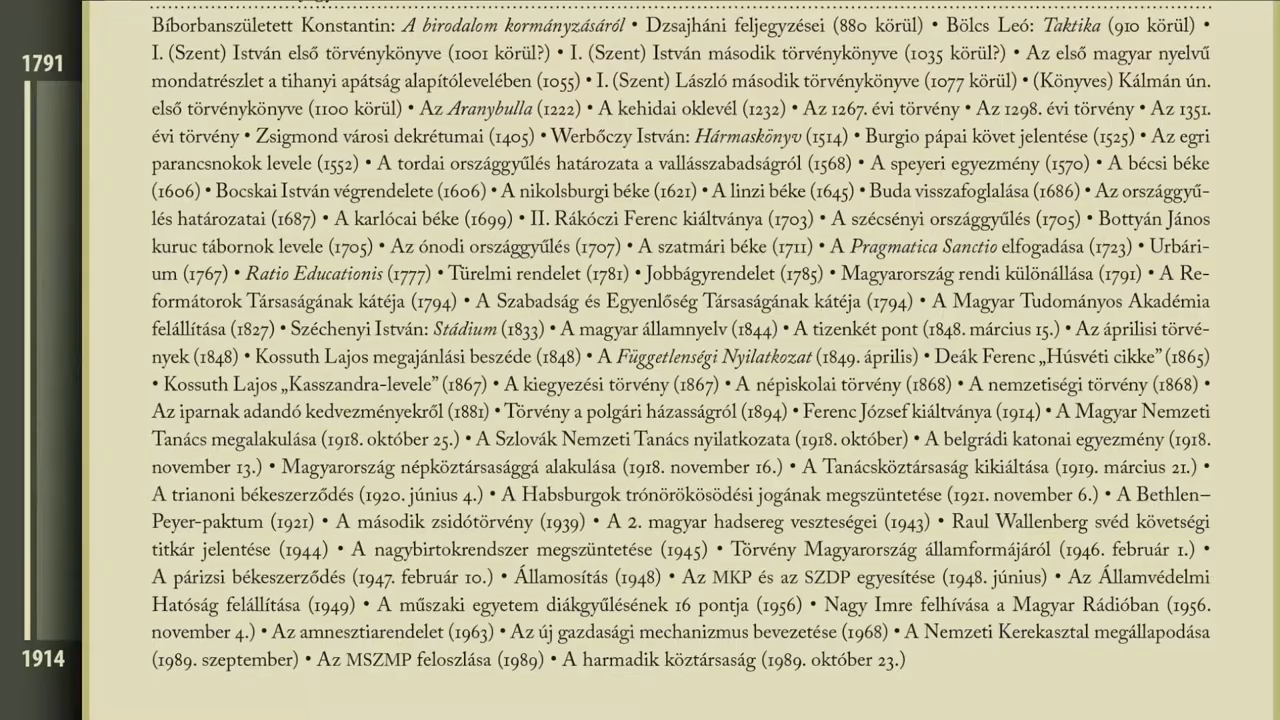 Bíborbanszületett Konstantin: A birodalom kormányzásáról • Dzsajháni feljegyzései (880 körül) • Bölcs Leó: Taktika (910 körül) •
I. (Szent) István első törvénykönyve (1001 körül?) • I. (Szent) István második törvénykönyve (1035 körül?) • Az első magyar nyelvű
mondatrészlet a tihanyi apátság alapítólevelében (1055) • I. (Szent) László második törvénykönyve (1077 körül) • (Könyves) Kálmán ún.
első törvénykönyve (1100 körül) • Az Aranybulla (1222) • A kehidai oklevél (1232) • Az 1267. évi törvény • Az 1298. évi törvény • Az 1351.
évi törvény • Zsigmond városi dekrétumai (1405) • Werbőczy István: Hármaskönyv (1514) • Burgio pápai követ jelentése (1525) • Az egri
parancsnokok levele (1552) • A tordai országgyűlés határozata a vallásszabadságról (1568) • A speyeri egyezmény (1570) • A bécsi béke
(1606) • Bocskai István végrendelete (1606) • A nikolsburgi béke (1621) • A linzi béke (1645) • Buda visszafoglalása (1686) • Az országgyű-
lés határozatai (1687) • A karlócai béke (1699) • II. Rákóczi Ferenc kiáltványa (1703) • A szécsényi országgyűlés (1705) • Bottyán János
kuruc tábornok levele (1705) • Az ónodi országgyűlés (1707) • A szatmári béke (1711) • A Pragmatica Sanctio elfogadása (1723) • Urbári-
um (1767) • Ratio Educationis (1777) • Türelmi rendelet (1781) • Jobbágyrendelet (1785) • Magyarország rendi különállása (1791) • A Re-
formátorok Társaságának kátéja (1794) • A Szabadság és Egyenlőség Társaságának kátéja (1794) • A Magyar Tudományos Akadémia
felállítása (1827) • Széchenyi István: Stádium (1833) • A magyar államnyelv (1844) • A tizenkét pont (1848. március 15.) • Az áprilisi törvé-
nyek (1848) • Kossuth Lajos megajánlási beszéde (1848) • A Függetlenségi Nyilatkozat (1849. április) • Deák Ferenc „Húsvéti cikke” (1865)
• Kossuth Lajos „Kasszandra-levele” (1867) • A kiegyezési törvény (1867) • A népiskolai törvény (1868) • A nemzetiségi törvény (1868) •
Az iparnak adandó kedvezményekről (1881) • Törvény a polgári házasságról (1894) • Ferenc József kiáltványa (1914) • A Magyar Nemzeti
Tanács megalakulása (1918. október 25.) • A Szlovák Nemzeti Tanács nyilatkozata (1918. október) • A belgrádi katonai egyezmény (1918.
november 13.) • Magyarország népköztársasággá alakulása (1918. november 16.) • A Tanácsköztársaság kikiáltása (1919. március 21.) •
A trianoni békeszerződés (1920. június 4.) • A Habsburgok trónörökösödési jogának megszüntetése (1921. november 6.) • A Bethlen–
Peyer-paktum (1921) • A második zsidótörvény (1939) • A 2. magyar hadsereg veszteségei (1943) • Raul Wallenberg svéd követségi
titkár jelentése (1944) • A nagybirtokrendszer megszüntetése (1945) • Törvény Magyarország államformájáról (1946. február 1.) •
A párizsi békeszerződés (1947. február 10.) • Államosítás (1948) • Az MKP és az SZDP egyesítése (1948. június) • Az Államvédelmi
Hatóság felállítása (1949) • A műszaki egyetem diákgyűlésének 16 pontja (1956) • Nagy Imre felhívása a Magyar Rádióban (1956.
november 4.) • Az amnesztiarendelet (1963) • Az új gazdasági mechanizmus bevezetése (1968) • A Nemzeti Kerekasztal megállapodása
(1989. szeptember) • Az MSZMP feloszlása (1989) • A harmadik köztársaság (1989. október 23.)
1791
1914